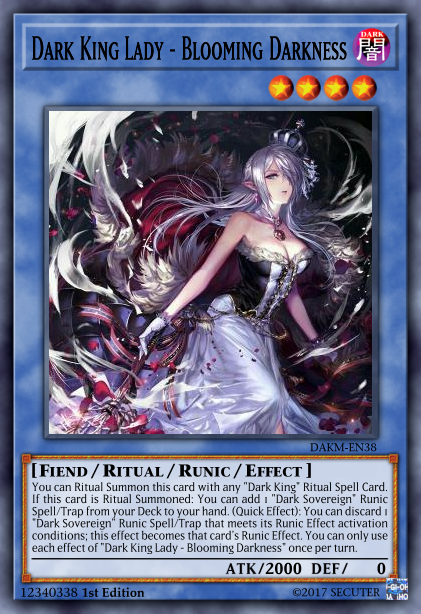 Dark King Lady - Blooming Darkness
DARK
闇
DAKM-EN38
[Fiend / Ritual / Runic / Effect]
You can Ritual Summon this card with any "Dark King" Ritual Spell Card.
If this card is Ritual Summoned: You can add 1 "Dark Sovereign" Runic
Spell/Trap from your Deck to your hand. (Quick Effect): You can discard 1
"Dark Sovereign" Runic Spell/Trap that meets its Runic Effect activation
conditions; this effect becomes that card's Runic Effect. You can only use
each effect of "Dark King Lady - Blooming Darkness" once per turn.
ATK/2000 DEF/ 0
12340338 1st Edition ©2017 SECUTER